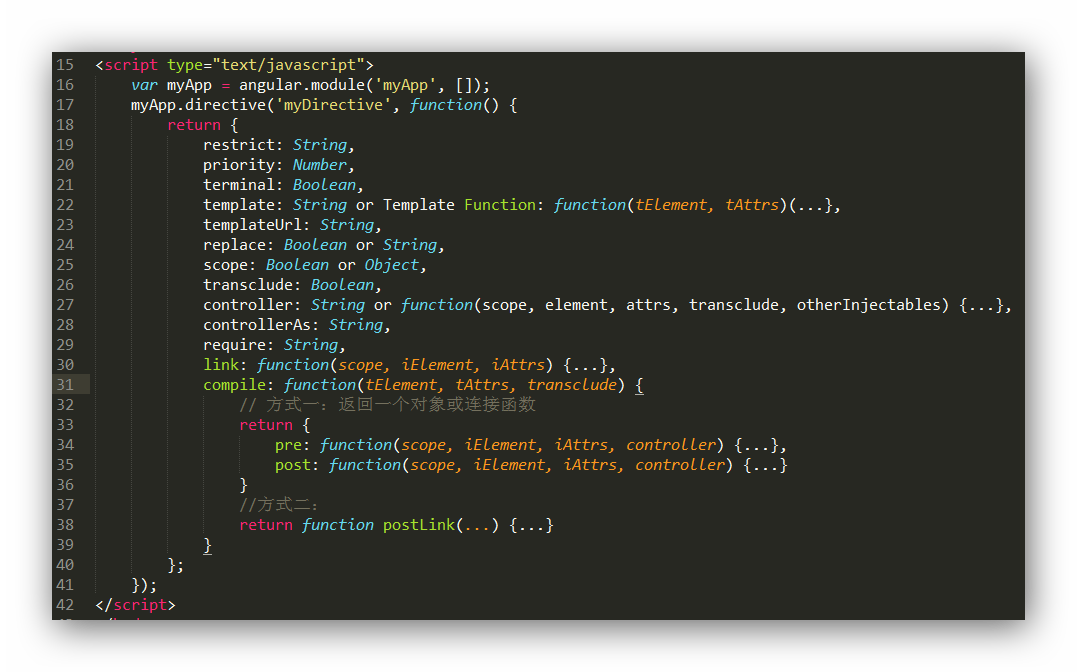 15 <script type="text/javascript">
16 var myApp = angular.module('myApp', []);
17 myApp.directive('myDirective', function() {
18 return {
19 restrict: String,
20 priority: Number,
21 terminal: Boolean,
22 template: String or Template Function: function(tElement, tAttrs)(...},
23 templateUrl: String,
24 replace: Boolean or String,
25 scope: Boolean or Object,
26 transclude: Boolean,
27 controller: String or function(scope, element, attrs, transclude, otherInjectables) {...},
28 controllerAs: String,
29 require: String,
30 link: function(scope, iElement, iAttrs) {...},
31 compile: function(tElement, tAttrs, transclude) {
32 // 方式一：返回一个对象或连接函数
33 return {
34 pre: function(scope, iElement, iAttrs, controller) {...},
35 post: function(scope, iElement, iAttrs, controller) {...}
36 }
37 //方式二：
38 return function postLink(...) {...}
39 }
40 };
41 });
42 </script>